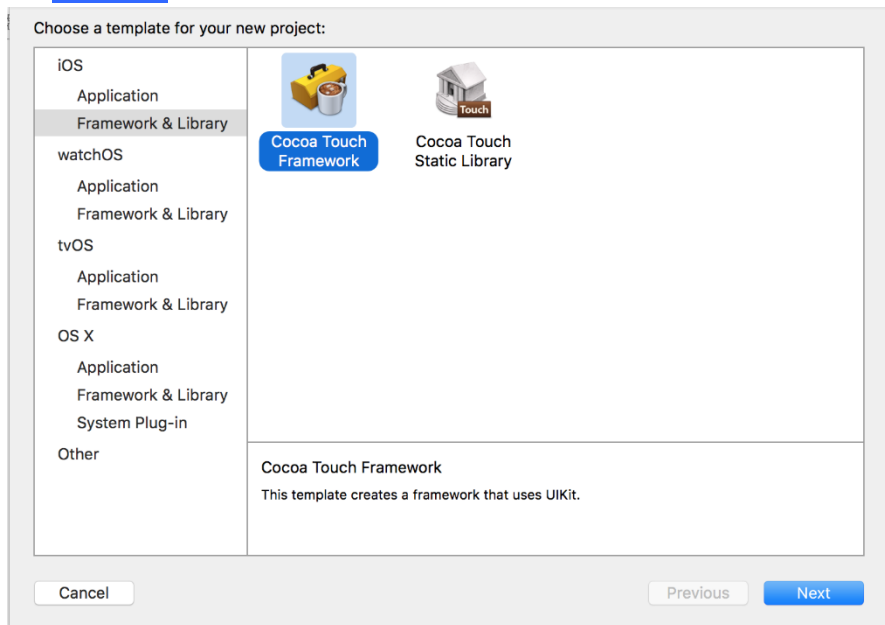 Choose a template for your new project:
iOS
Application
Framework & Library
watchOS
Application
Framework & Library
tvOS
Application
Framework & Library
OS X
Application
Framework & Library
System Plug-in
Other
Cocoa Touch
Framework
Touch
Cocoa Touch
Static Library
Cocoa Touch Framework
This template creates a framework that uses UIKit.
Cancel
Previous
Next